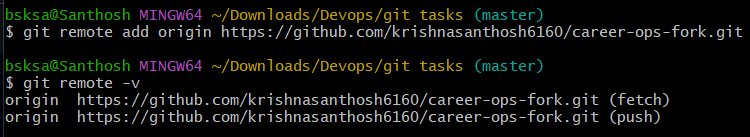 bsksa@Santhosh MINGW64 ~/Downloads/Devops/git tasks (master)
$ git remote add origin https://github.com/krishnasanthosh6160/career-ops-fork.git
bsksa@Santhosh MINGW64 ~/Downloads/Devops/git tasks (master)
$ git remote -v
origin  https://github.com/krishnasanthosh6160/career-ops-fork.git (fetch)
origin  https://github.com/krishnasanthosh6160/career-ops-fork.git (push)